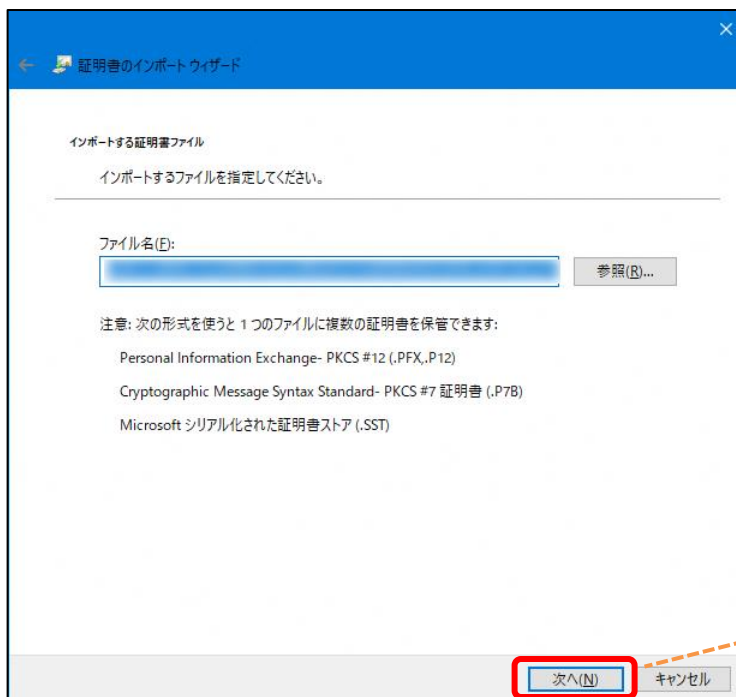 証明書のインポート ウィザード
インポートする証明書ファイル
インポートするファイルを指定してください。
ファイル名(F):
参照(R)...
注意: 次の形式を使うと 1 つのファイルに複数の証明書を保管できます:
Personal Information Exchange- PKCS #12 (.PFX,.P12)
Cryptographic Message Syntax Standard- PKCS #7 証明書 (.P7B)
Microsoft シリアル化された証明書ストア (.SST)
次へ(N) キャンセル